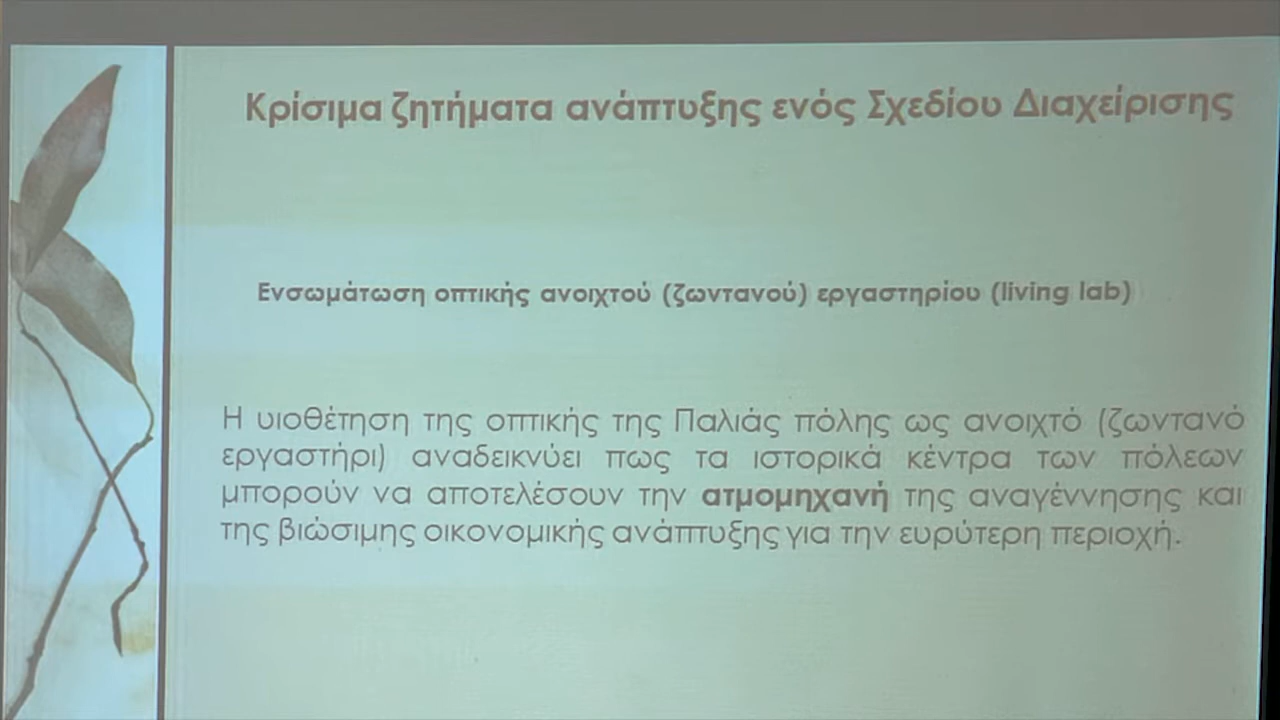 Κρίσιμα ζητήματα ανάπτυξης ενός Σχεδίου Διαχείρισης
Ενσωμάτωση οπτικής ανοιχτού (ζωντανού) εργαστηρίου (living lab)
Η υιοθέτηση της οπτικής της Παλιάς πόλης ως ανοιχτό (ζωντανό
εργαστήρι) αναδεικνύει πως τα ιστορικά κέντρα των πόλεων
μπορούν να αποτελέσουν την ατμομηχανή της αναγέννησης και
της βιώσιμης οικονομικής ανάπτυξης για την ευρύτερη περιοχή.